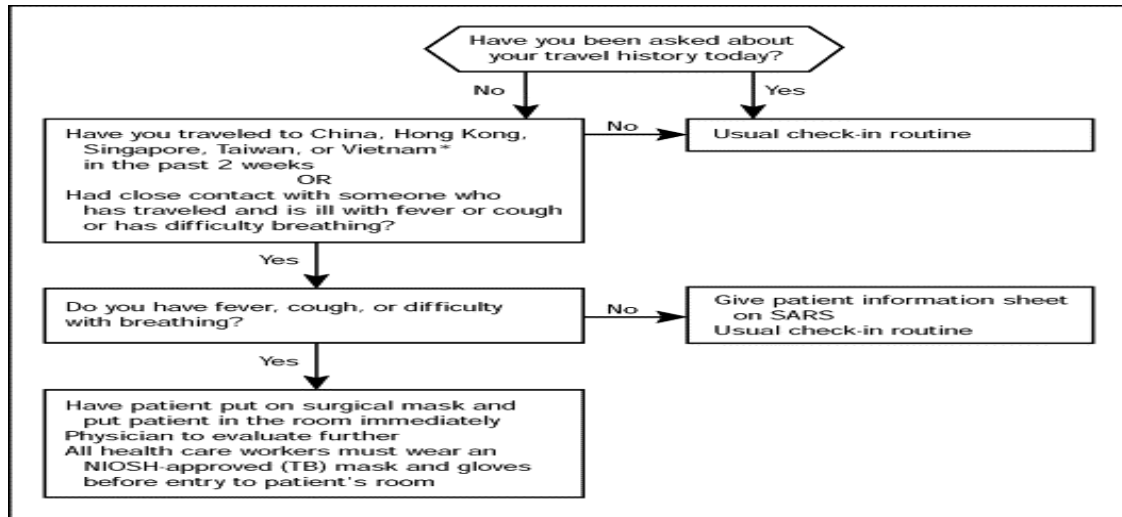 Have you been asked about
your travel history today?
No
Yes
Have you traveled to China, Hong Kong,
Singapore, Taiwan, or Vietnam*
in the past 2 weeks
OR
Had close contact with someone who
has traveled and is ill with fever or cough
or has difficulty breathing?
No
Usual check-in routine
Yes
Do you have fever, cough, or difficulty
with breathing?
No
Give patient information sheet
on SARS
Usual check-in routine
Yes
Have patient put on surgical mask and
put patient in the room immediately
Physician to evaluate further
All health care workers must wear an
NIOSH-approved (TB) mask and gloves
before entry to patient's room